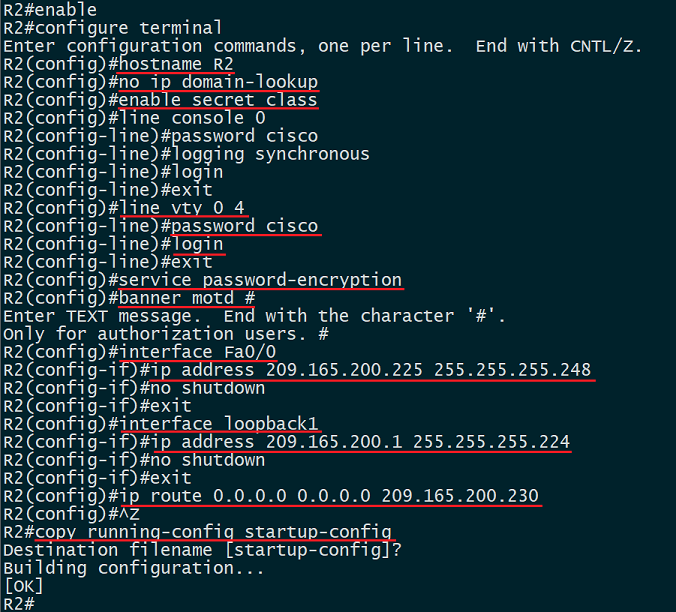 R2#enable
R2#configure terminal
Enter configuration commands, one per line.  End with CNTL/Z.
R2(config)#hostname R2
R2(config)#no ip domain-lookup
R2(config)#enable secret class
R2(config)#line console 0
R2(config-line)#password cisco
R2(config-line)#logging synchronous
R2(config-line)#login
R2(config-line)#exit
R2(config)#line vty 0 4
R2(config-line)#password cisco
R2(config-line)#login
R2(config-line)#exit
R2(config)#service password-encryption
R2(config)#banner motd #
Enter TEXT message.  End with the character '#'.
Only for authorization users. #
R2(config)#interface Fa0/0
R2(config-if)#ip address 209.165.200.225 255.255.255.248
R2(config-if)#no shutdown
R2(config-if)#exit
R2(config)#interface loopback1
R2(config-if)#ip address 209.165.200.1 255.255.255.224
R2(config-if)#no shutdown
R2(config-if)#exit
R2(config)#ip route 0.0.0.0 0.0.0.0 209.165.200.230
R2(config)#^Z
R2#copy running-config startup-config
Destination filename [startup-config]?
Building configuration...
[OK]
R2#